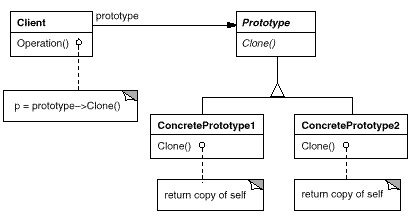 prototype
Client
Prototype
Operation()
Clone()
p = prototype−>Clone()
ConcretePrototype1
ConcretePrototype2
Clone()
Clone()
return copy of self
return copy of self